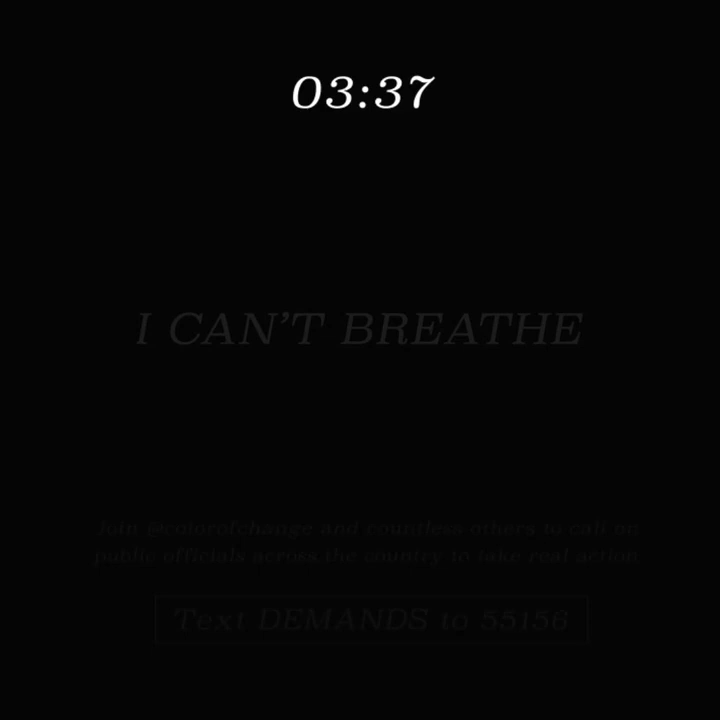 03:37
I CAN’T BREATHE
Join @colorofchange and countless others to call on
public officials across the country to take real action
Text DEMANDS to 55156